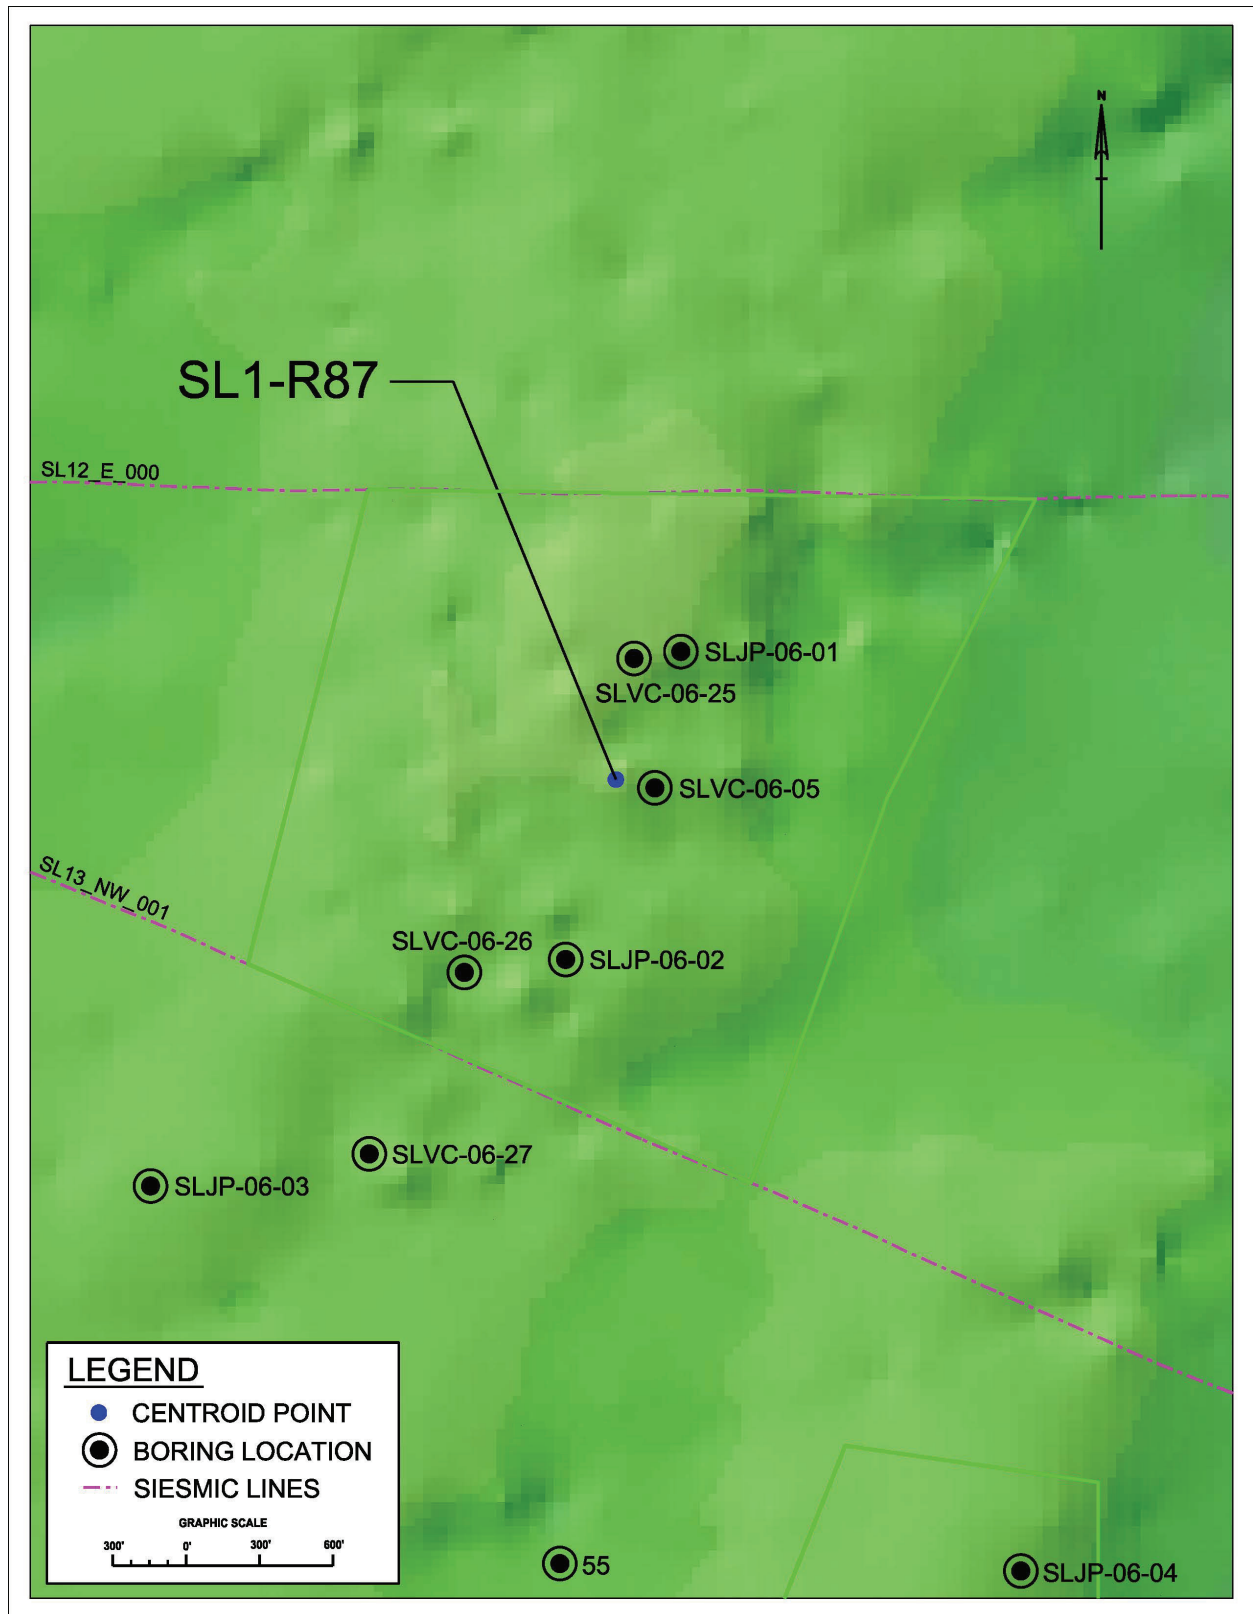 N
SL1-R87
SL12_E_000
SLJP-06-01
SLVC-06-25
SLVC-06-05
SL13_NW_001
SLVC-06-26
SLJP-06-02
SLVC-06-27
SLJP-06-03
LEGEND
CENTROID POINT
BORING LOCATION
SIESMIC LINES
GRAPHIC SCALE
300' 0' 300' 600'
55
SLJP-06-04